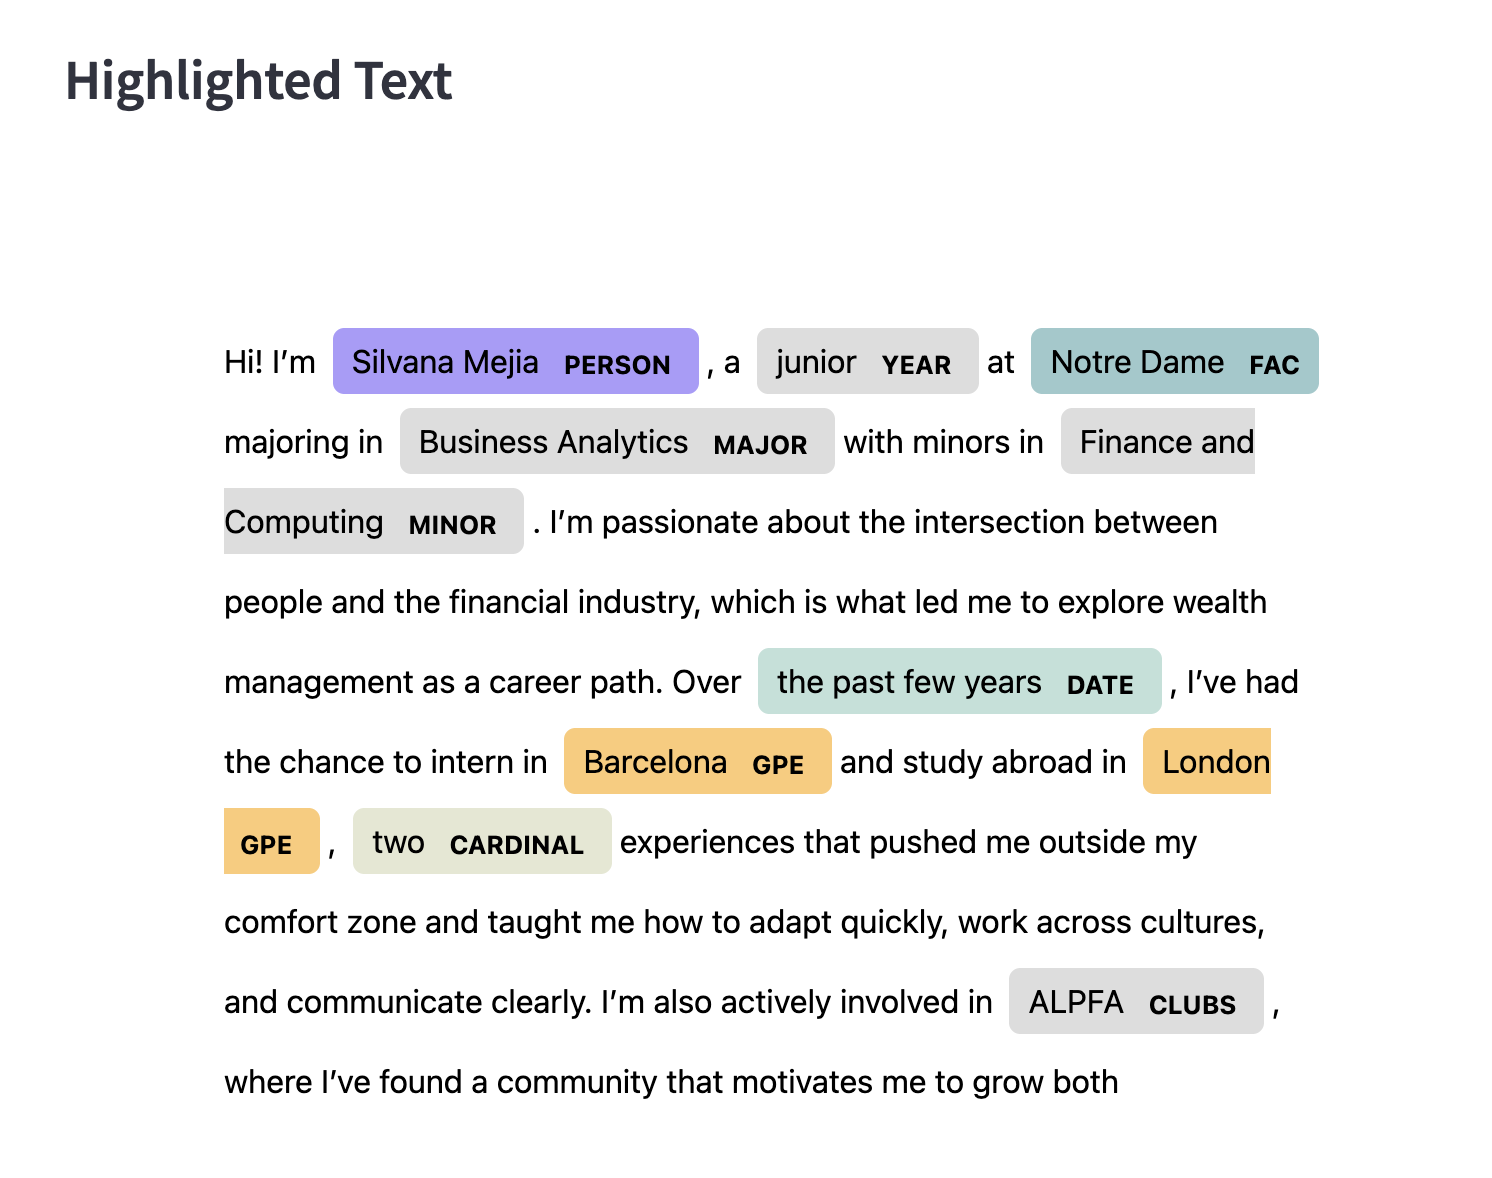 Highlighted Text
Hi! I’m Silvana Mejia PERSON , a junior YEAR at Notre Dame FAC
majoring in Business Analytics MAJOR with minors in Finance and
Computing MINOR . I’m passionate about the intersection between
people and the financial industry, which is what led me to explore wealth
management as a career path. Over the past few years DATE , I’ve had
the chance to intern in Barcelona GPE and study abroad in London
GPE , two CARDINAL experiences that pushed me outside my
comfort zone and taught me how to adapt quickly, work across cultures,
and communicate clearly. I’m also actively involved in ALPFA CLUBS ,
where I’ve found a community that motivates me to grow both